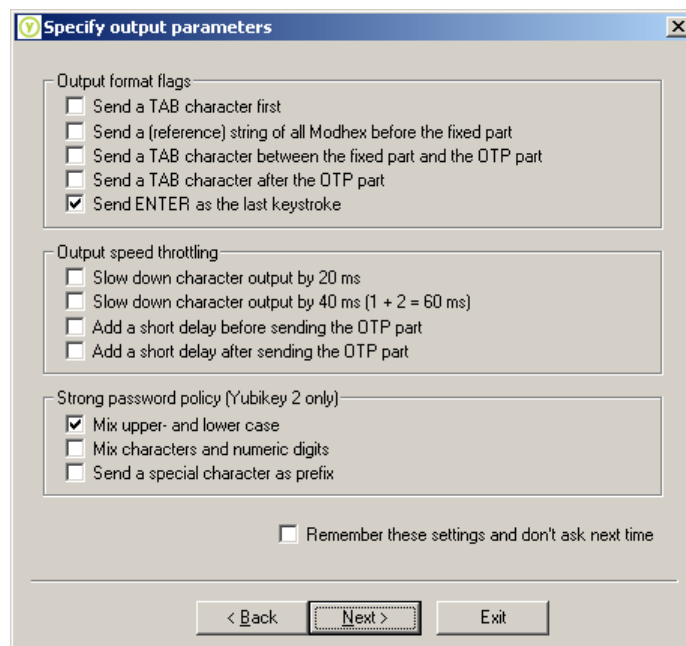 Specify output parameters
Output format flags
Send a TAB character first
Send a (reference) string of all Modhex before the fixed part
Send a TAB character between the fixed part and the OTP part
Send a TAB character after the OTP part
Send ENTER as the last keystroke
Output speed throttling
Slow down character output by 20 ms
Slow down character output by 40 ms (1 + 2 = 60 ms)
Add a short delay before sending the OTP part
Add a short delay after sending the OTP part
Strong password policy (Yubikey 2 only)
Mix upper- and lower case
Mix characters and numeric digits
Send a special character as prefix
Remember these settings and don't ask next time
< Back Next > Exit